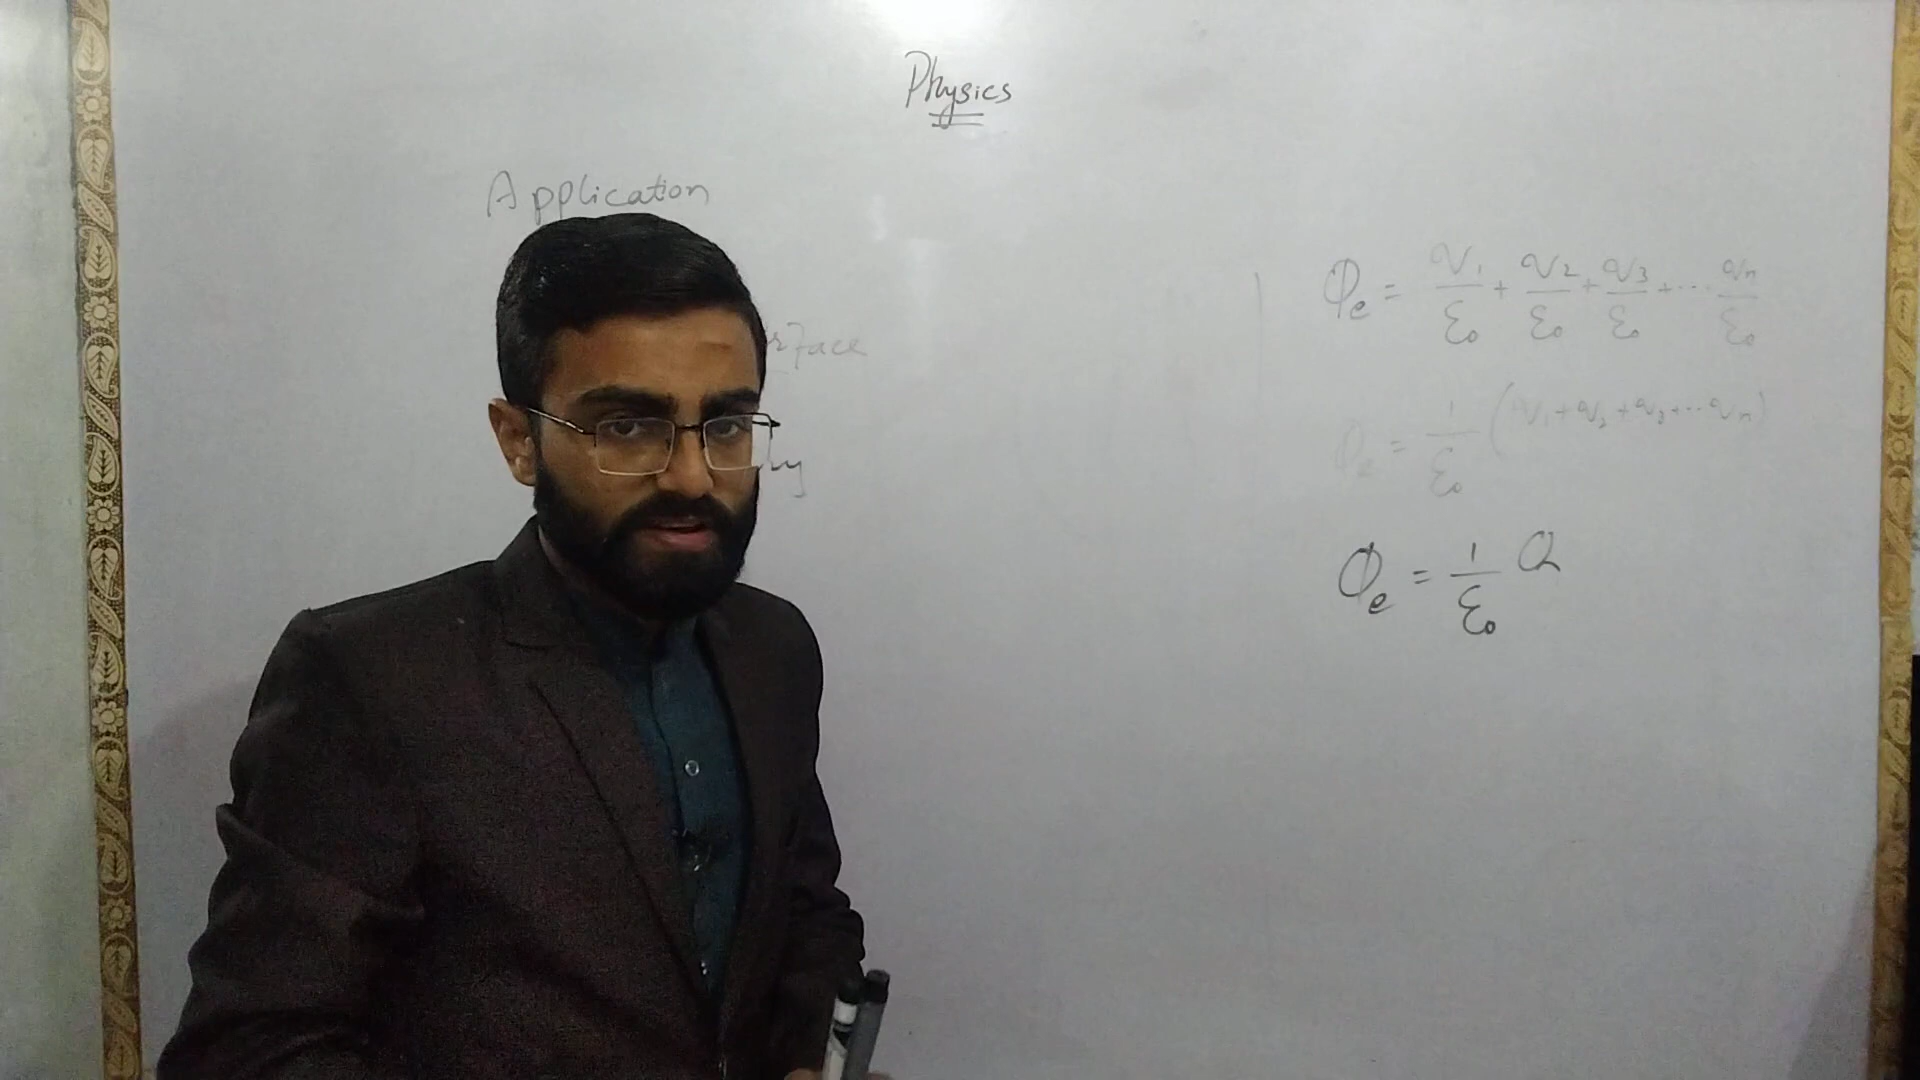 Physics
Application
Φe = q1/ε0 + q2/ε0 + q3/ε0 + ... qn/ε0
Φe = 1/ε0 (q1 + q2 + q3 + ... qn)
Φe = 1/ε0 Q